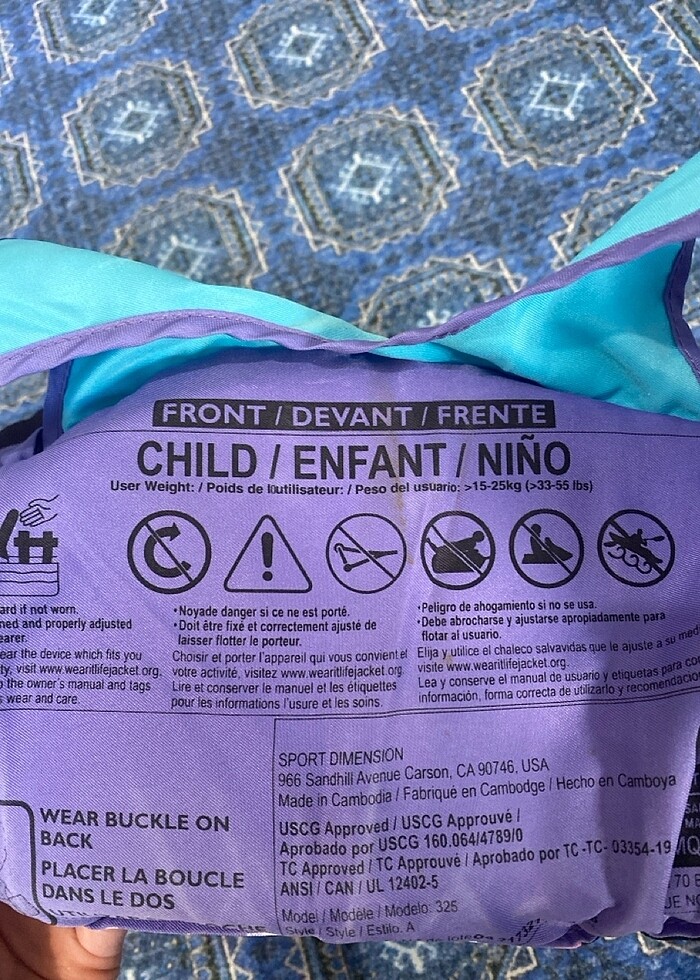 FRONT / DEVANT / FRENTE
CHILD / ENFANT / NIÑO
User Weight: / Poids de l'outilisateur: / Peso del usuario: >15-25kg (>33-55 lbs)
ard if not worn.
ned and properly adjusted
earer.
ear the device which fits you
ty, visit www.wearitlifejacket.org.
the owner's manual and tags
s wear and care.
•Noyade danger si ce ne est porté.
•Doit être fixé et correctement ajusté de
laisser flotter le porteur.
Choisir et porter l'appareil qui vous convient et
votre activité, visitez www.wearitlifejacket.org.
Lire et conserver le manuel et les étiquettes
pour les informations l'usure et les soins.
•Peligro de ahogamiento si no se usa.
•Debe abrocharse y ajustarse apropiadamente para
flotar al usuario.
Elija y utilice el chaleco salvavidas que le ajuste a su med
visite www.wearitlifejacket.org.
Lea y conserve el manual de usuario y etiquetas para co
información, forma correcta de utilizarlo y recomendacio
WEAR BUCKLE ON
BACK
PLACER LA BOUCLE
DANS LE DOS
SPORT DIMENSION
966 Sandhill Avenue Carson, CA 90746, USA
Made in Cambodia / Fabriqué en Cambodge / Hecho en Camboya
USCG Approved / USCG Approuvé /
Aprobado por USCG 160.064/4789/0
TC Approved / TC Approuvé / Aprobado por TC -TC- 03354-19
ANSI / CAN / UL 12402-5
Model / Modèle / Modelo: 325
Style / Style / Estilo: A